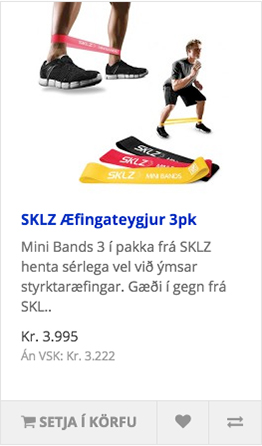 SKLZ
SKLZ MINI BANDS
SKLZ Æfingateygjur 3pk
Mini Bands 3 í pakka frá SKLZ
henta sérlega vel við ýmsar
styrktaræfingar. Gæði í gegn frá
SKL..
Kr. 3.995
Án VSK: Kr. 3.222
SETJA Í KÖRFU